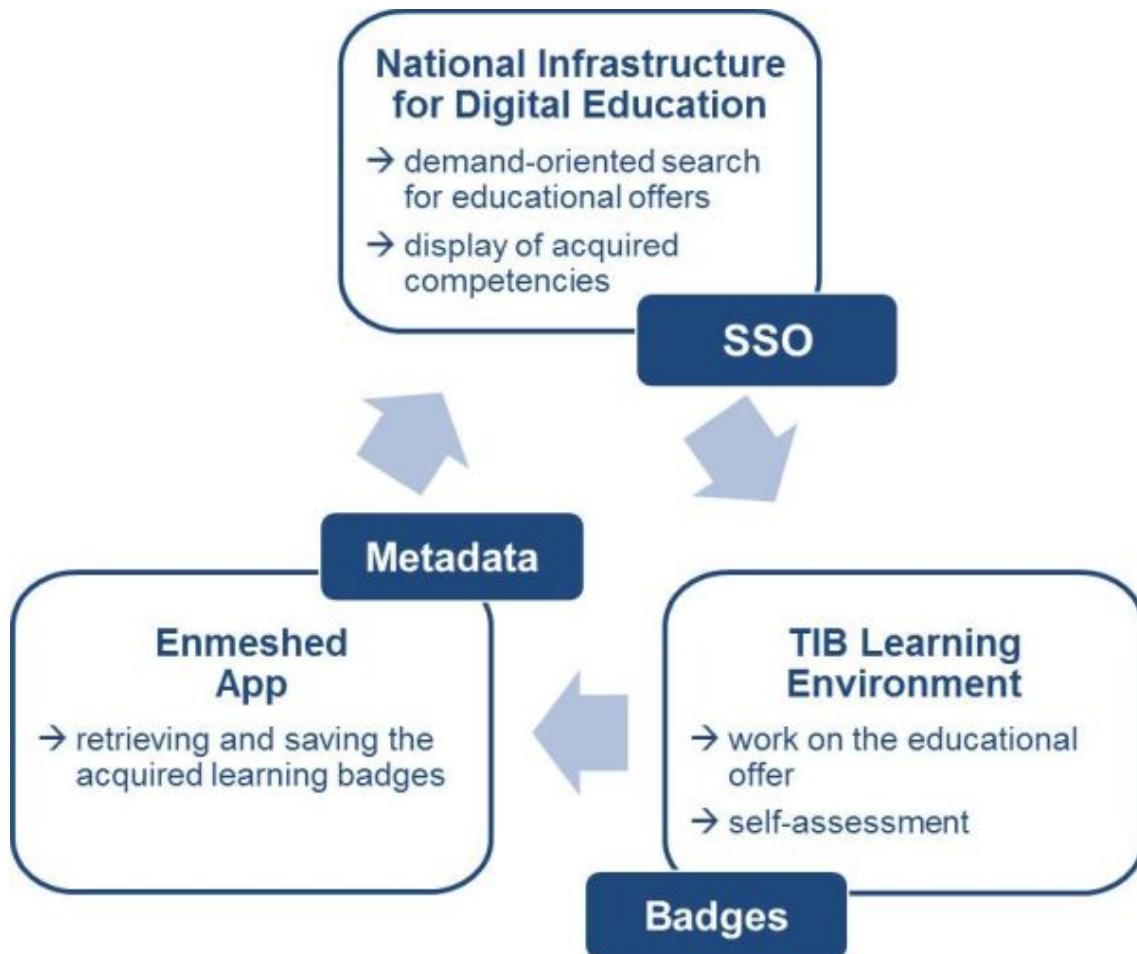 National Infrastructure
for Digital Education
→ demand-oriented search
for educational offers
→ display of acquired
competencies
SSO
Metadata
Enmeshed
App
→ retrieving and saving the
acquired learning badges
TIB Learning
Environment
→ work on the educational
offer
→ self-assessment
Badges